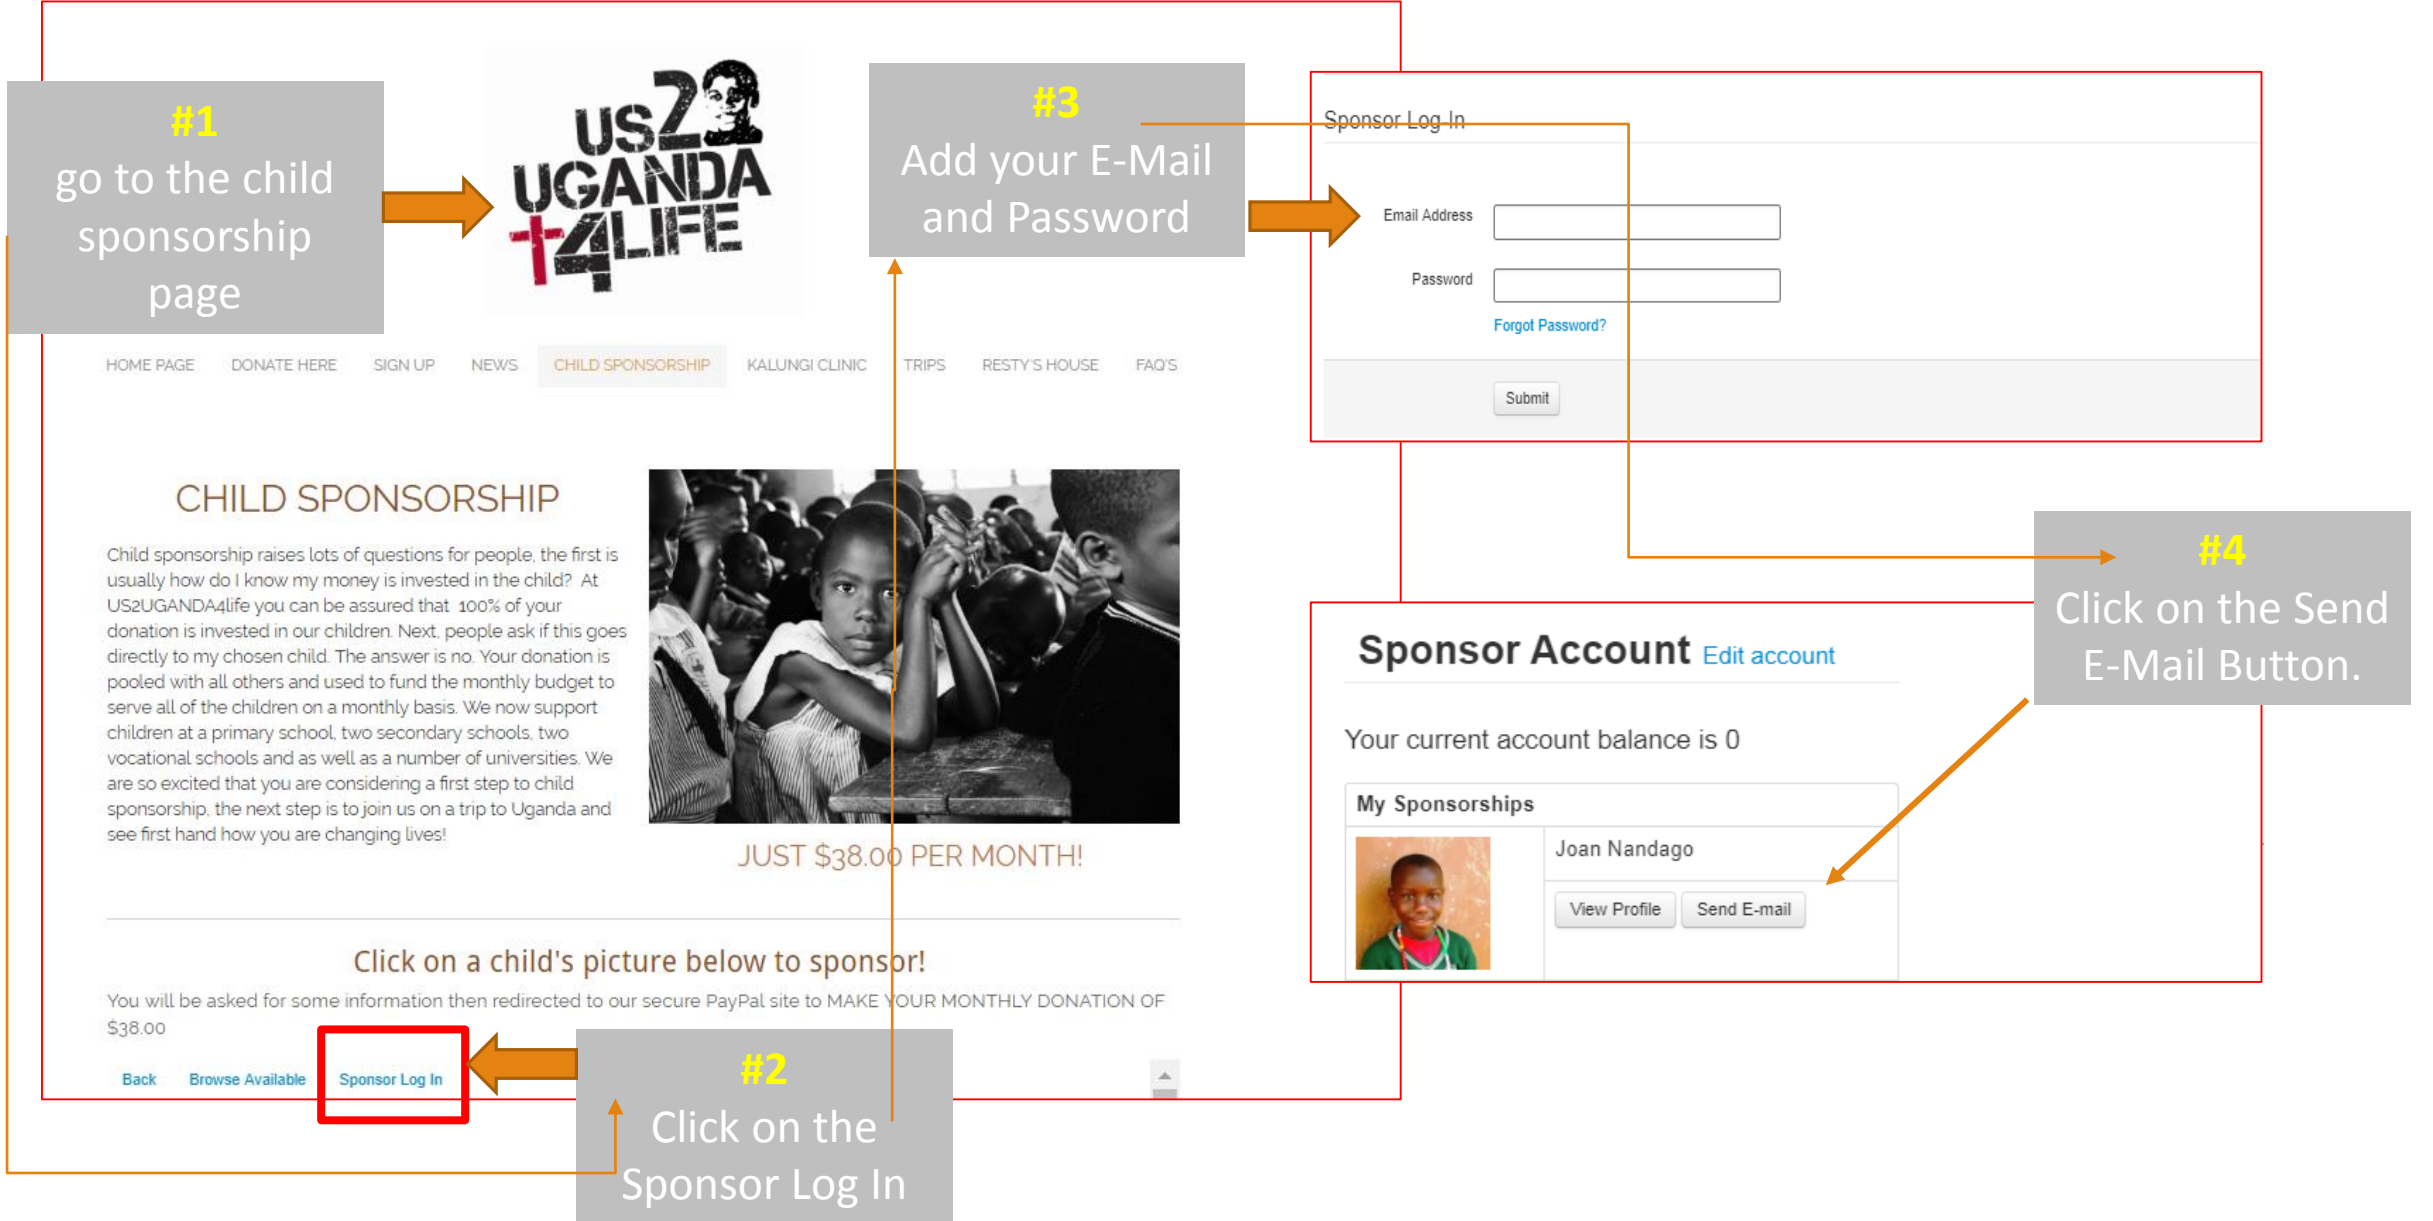 #1
go to the child
sponsorship
page
US2
UGANDA
4LIFE
#3
Add your E-Mail
and Password
Sponsor Log-In
Email Address
Password
Forgot Password?
Submit
HOME PAGE DONATE HERE SIGN UP NEWS CHILD SPONSORSHIP KALUNGI CLINIC TRIPS RESTY'S HOUSE FAQ'S
CHILD SPONSORSHIP
Child sponsorship raises lots of questions for people, the first is
usually how do I know my money is invested in the child? At
US2UGANDA4life you can be assured that 100% of your
donation is invested in our children. Next, people ask if this goes
directly to my chosen child. The answer is no. Your donation is
pooled with all others and used to fund the monthly budget to
serve all of the children on a monthly basis. We now support
children at a primary school, two secondary schools, two
vocational schools and as well as a number of universities. We
are so excited that you are considering a first step to child
sponsorship, the next step is to join us on a trip to Uganda and
see first hand how you are changing lives!
JUST $38.00 PER MONTH!
Click on a child's picture below to sponsor!
You will be asked for some information then redirected to our secure PayPal site to MAKE YOUR MONTHLY DONATION OF
$38.00
Back Browse Available Sponsor Log In
#2
Click on the
Sponsor Log In
#4
Click on the Send
E-Mail Button.
Sponsor Account Edit account
Your current account balance is 0
My Sponsorships
Joan Nandago
View Profile Send E-mail